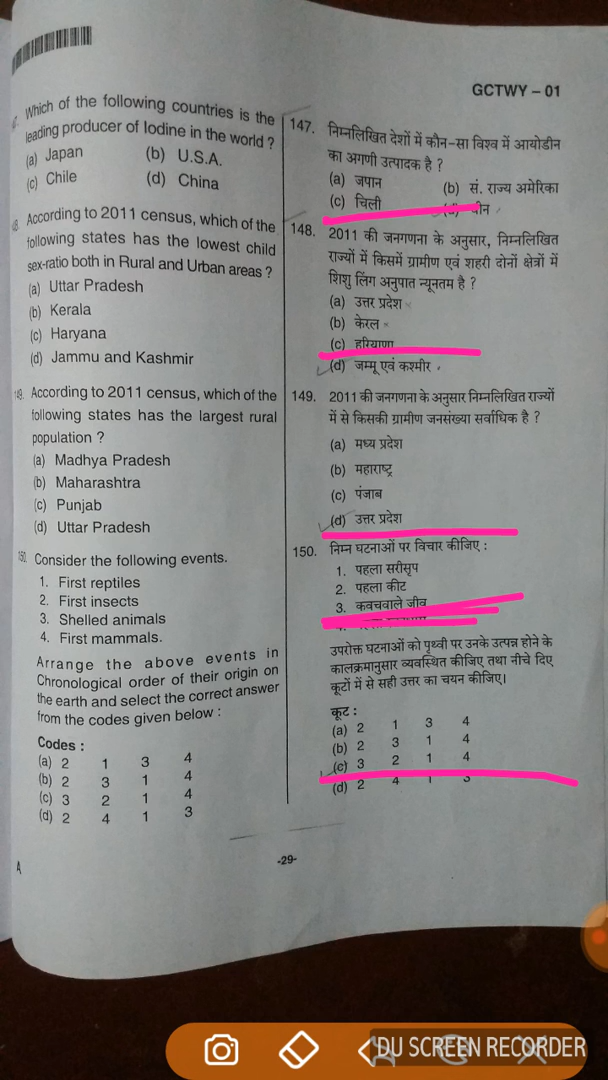 GCTWY – 01
Which of the following countries is the
leading producer of Iodine in the world ?
(a) Japan (b) U.S.A.
(c) Chile (d) China
According to 2011 census, which of the
following states has the lowest child
sex-ratio both in Rural and Urban areas ?
(a) Uttar Pradesh
(b) Kerala
(c) Haryana
(d) Jammu and Kashmir
149. According to 2011 census, which of the
following states has the largest rural
population ?
(a) Madhya Pradesh
(b) Maharashtra
(c) Punjab
(d) Uttar Pradesh
150. Consider the following events.
1. First reptiles
2. First insects
3. Shelled animals
4. First mammals.
Arrange the above events in
Chronological order of their origin on
the earth and select the correct answer
from the codes given below :
Codes :
(a) 2 1 3 4
(b) 2 3 1 4
(c) 3 2 1 4
(d) 2 4 1 3
147. निम्नलिखित देशों में कौन-सा विश्व में आयोडीन
का अगणी उत्पादक है ?
(a) जपान
(b) सं. राज्य अमेरिका
(c) चिली
(d) चीन
148. 2011 की जनगणना के अनुसार, निम्नलिखित
राज्यों में किसमें ग्रामीण एवं शहरी दोनों क्षेत्रों में
शिशु लिंग अनुपात न्यूनतम है ?
(a) उत्तर प्रदेश
(b) केरल
(c) हरियाणा
(d) जम्मू एवं कश्मीर
149. 2011 की जनगणना के अनुसार निम्नलिखित राज्यों
में से किसकी ग्रामीण जनसंख्या सर्वाधिक है ?
(a) मध्य प्रदेश
(b) महाराष्ट्र
(c) पंजाब
(d) उत्तर प्रदेश
150. निम्न घटनाओं पर विचार कीजिए :
1. पहला सरीसृप
2. पहला कीट
3. कवचवाले जीव
4.
उपरोक्त घटनाओं को पृथ्वी पर उनके उत्पन्न होने के
कालक्रमानुसार व्यवस्थित कीजिए तथा नीचे दिए
कूटों में से सही उत्तर का चयन कीजिए।
कूट :
(a) 2 1 3 4
(b) 2 3 1 4
(c) 3 2 1 4
(d) 2 4 1 3
-29-
A
DU SCREEN RECORDER